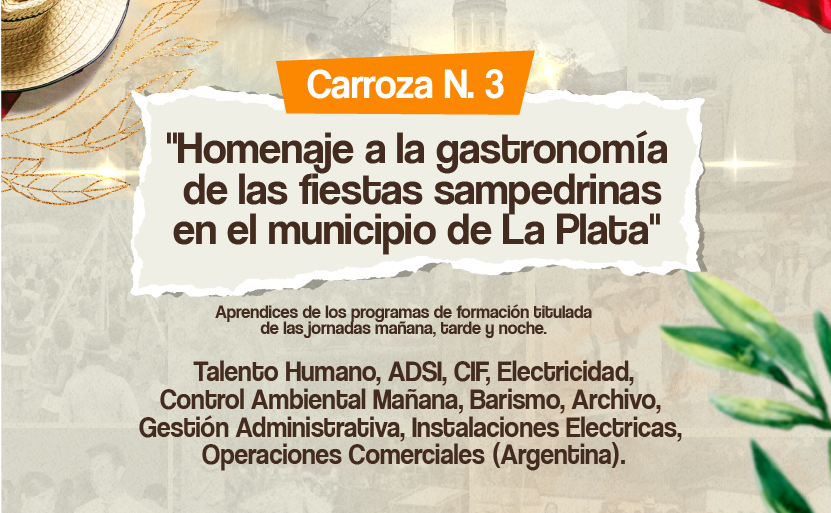 Carroza N. 3
"Homenaje a la gastronomía
de las fiestas sampedrinas
en el municipio de La Plata"
Aprendices de los programas de formación titulada
de las jornadas mañana, tarde y noche.
Talento Humano, ADSI, CIF, Electricidad,
Control Ambiental Mañana, Barismo, Archivo,
Gestión Administrativa, Instalaciones Electricas,
Operaciones Comerciales (Argentina).